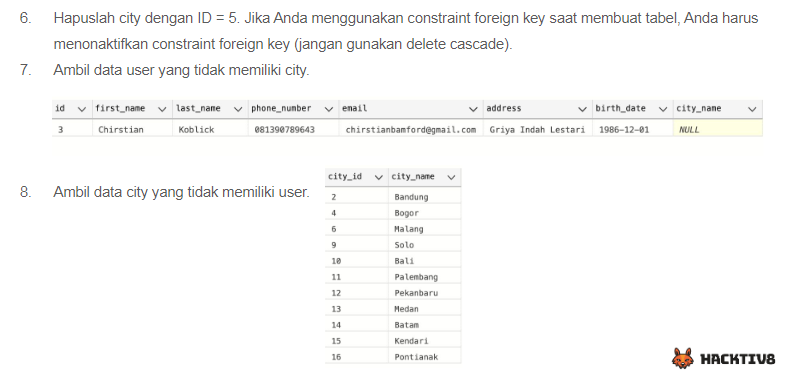 6. Hapuslah city dengan ID = 5. Jika Anda menggunakan constraint foreign key saat membuat tabel, Anda harus
menonaktifkan constraint foreign key (jangan gunakan delete cascade).
7. Ambil data user yang tidak memiliki city.
id first_name last_name phone_number email address birth_date city_name
3 Chirstian Koblick 081390789643 chirstianbamford@gmail.com Griya Indah Lestari 1986-12-01 NULL
8. Ambil data city yang tidak memiliki user.
city_id city_name
2 Bandung
4 Bogor
6 Malang
9 Solo
10 Bali
11 Palembang
12 Pekanbaru
13 Medan
14 Batam
15 Kendari
16 Pontianak
HACKTIV8